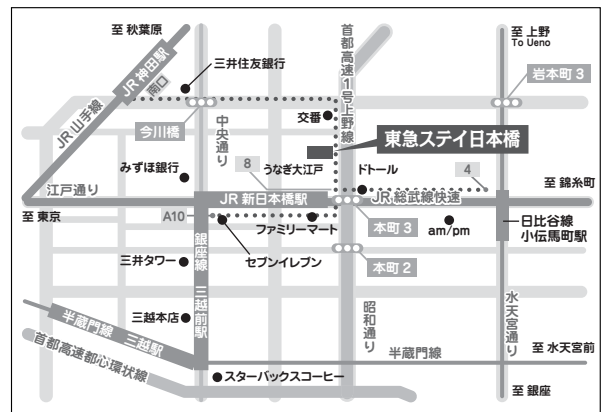 至 秋葉原
JR 神田駅
南口
三井住友銀行
首都高速1号上野線
至 上野
To Ueno
岩本町 3
JR 山手線
今川橋
中央通り
交番
東急ステイ日本橋
みずほ銀行
8
うなぎ大江戸
ドトール
4
江戸通り
JR 新日本橋駅
JR 総武線快速
至 錦糸町
至 東京
A10
ファミリーマート
本町 3
am/pm
日比谷線
小伝馬町駅
銀座線 三越前駅
セブンイレブン
三井タワー
本町 2
三越本店
昭和通り
水天宮通り
半蔵門線 三越駅
半蔵門線
至 水天宮前
首都高速都心環状線
スターバックスコーヒー
至 銀座